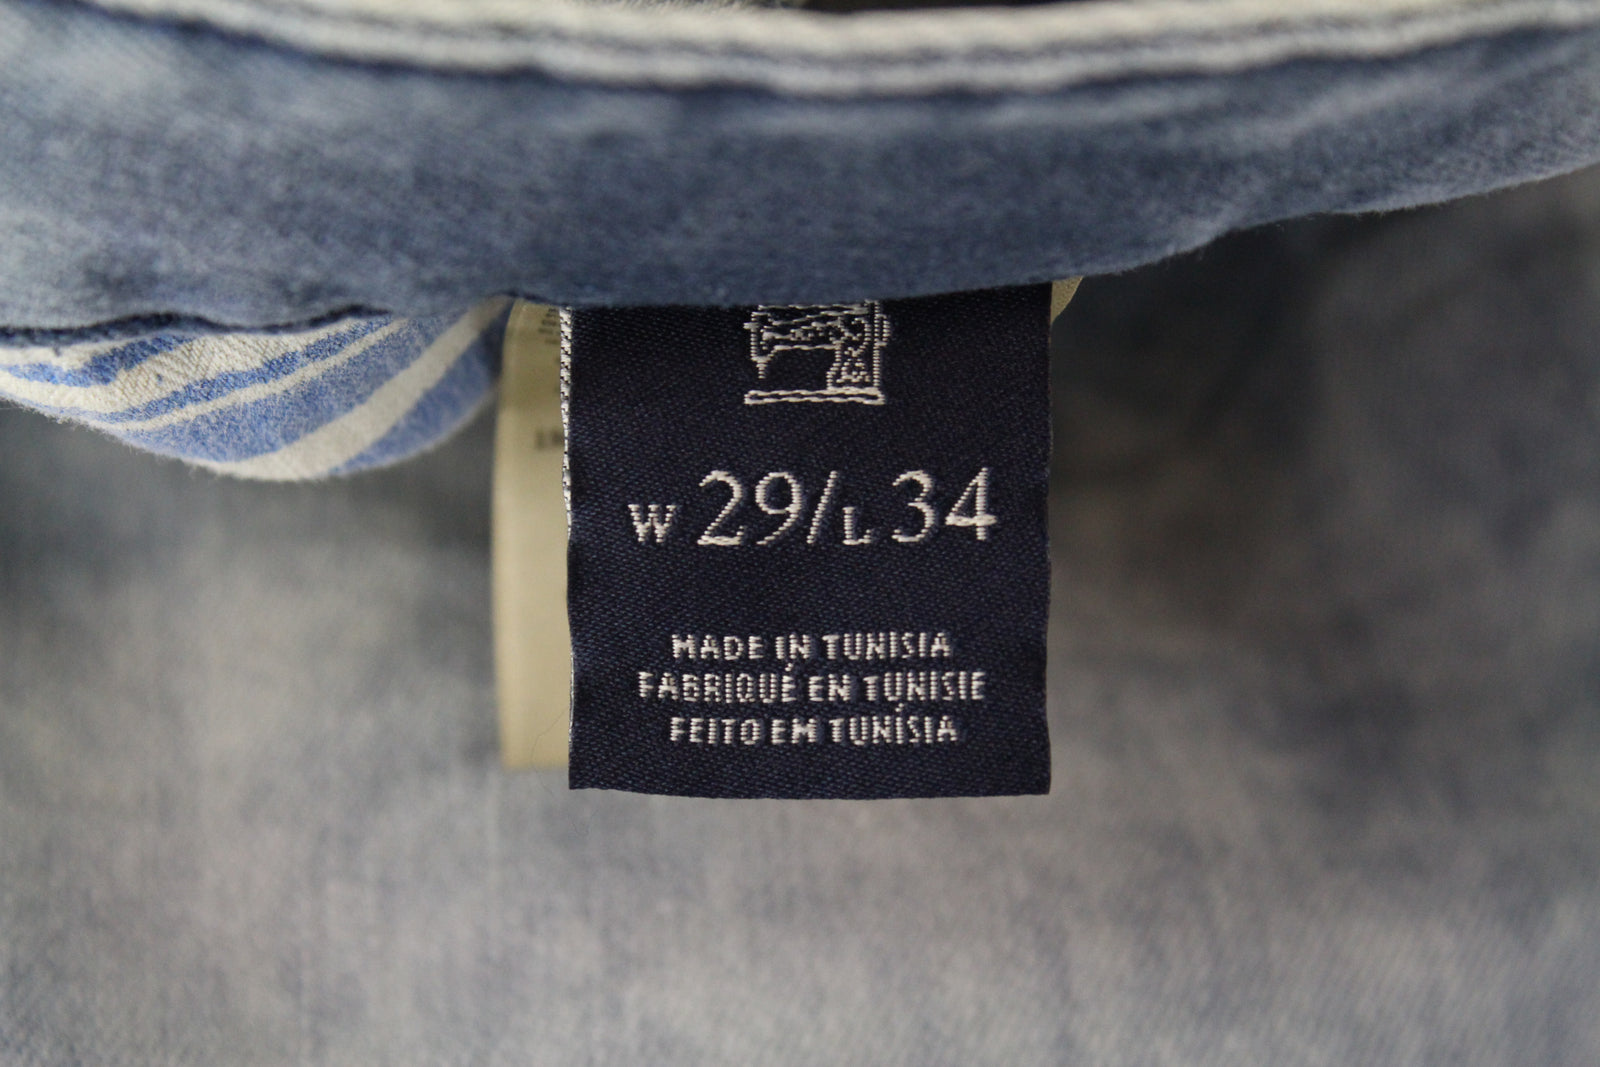 W 29/L 34
MADE IN TUNISIA
FABRIQUÉ EN TUNISIE
FEITO EM TUNÍSIA